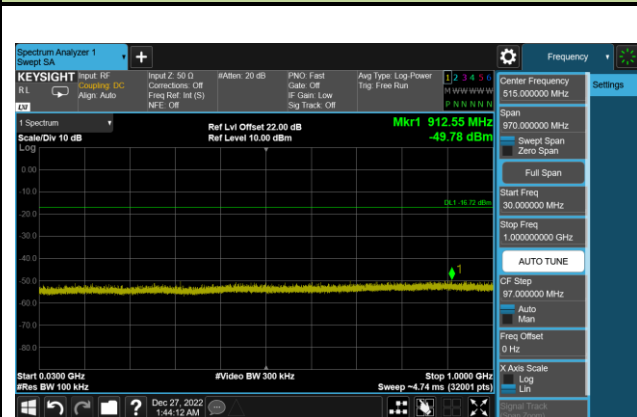 Spectrum Analyzer 1
Swept SA
Frequency
KEYSIGHT
RL
LXI
Input: RF
Coupling: DC
Align: Auto
Input Z: 50 Ω
Corrections: Off
Freq Ref: Int (S)
NFE: Off
#Atten: 20 dB
PNO: Fast
Gate: Off
IF Gain: Low
Sig Track: Off
Avg Type: Log-Power
Trig: Free Run
1 2 3 4 5 6
M W W W W W
P N N N N N
Center Frequency
515.000000 MHz
Settings
1 Spectrum
Scale/Div 10 dB
Log
Ref Lvl Offset 22.00 dB
Ref Level 10.00 dBm
Mkr1 912.55 MHz
-49.78 dBm
Span
970.000000 MHz
Swept Span
Zero Span
Full Span
Start Freq
30.000000 MHz
Stop Freq
1.000000000 GHz
AUTO TUNE
CF Step
97.000000 MHz
Auto
Man
Freq Offset
0 Hz
X Axis Scale
Log
Lin
Signal Track
(Span Zoom)
0.00
-10.0
DL1 -16.72 dBm
-20.0
-30.0
-40.0
1
-50.0
-60.0
-70.0
-80.0
Start 0.0300 GHz
#Res BW 100 kHz
#Video BW 300 kHz
Stop 1.0000 GHz
Sweep ~4.74 ms (32001 pts)
?
Dec 27, 2022
1:44:12 AM